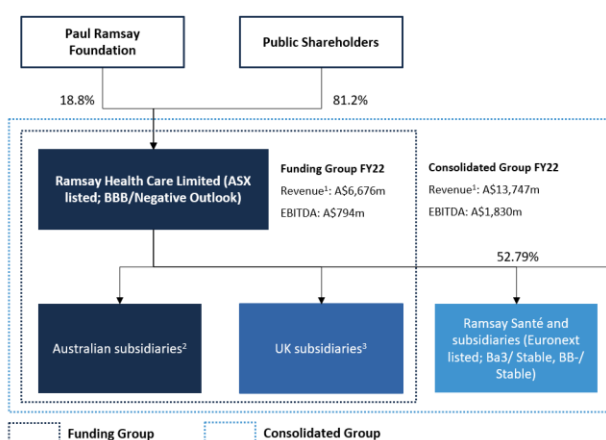 Paul Ramsay
Foundation
Public Shareholders
18.8%
81.2%
Ramsay Health Care Limited (ASX
listed; BBB/Negative Outlook)
Funding Group FY22
Revenue¹: A$6,676m
EBITDA: A$794m
Consolidated Group FY22
Revenue¹: A$13,747m
EBITDA: A$1,830m
52.79%
Australian subsidiaries²
UK subsidiaries³
Ramsay Santé and
subsidiaries (Euronext
listed; Ba3/ Stable, BB-/
Stable)
Funding Group
Consolidated Group